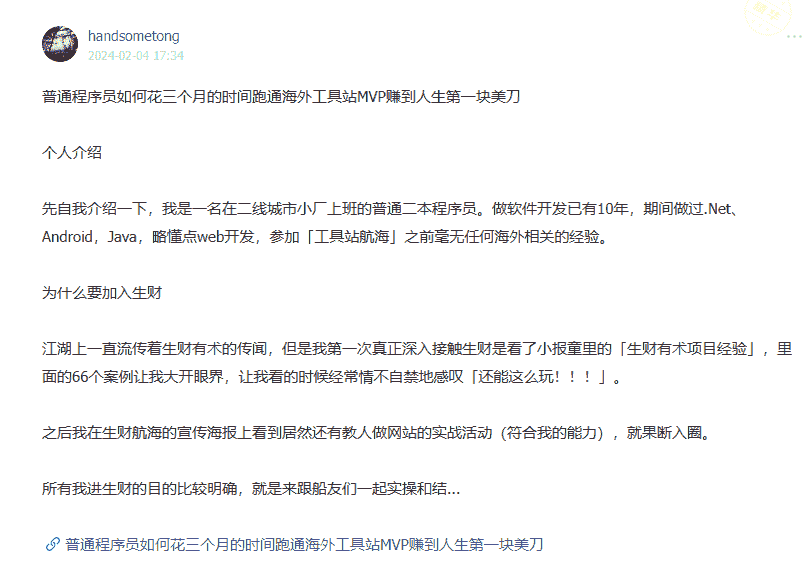 handsometong
2024-02-04 17:34
普通程序员如何花三个月的时间跑通海外工具站MVP赚到人生第一块美刀
个人介绍
先自我介绍一下，我是一名在二线城市小厂上班的普通二本程序员。做软件开发已有10年，期间做过.Net、
Android，Java，略懂点web开发，参加「工具站航海」之前毫无任何海外相关的经验。
为什么要加入生财
江湖上一直流传着生财有术的传闻，但是我第一次真正深入接触生财是看了小报童里的「生财有术项目经验」，里
面的66个案例让我大开眼界，让我看的时候经常情不自禁地感叹「还能这么玩！！！」。
之后我在生财航海的宣传海报上看到居然还有教人做网站的实战活动（符合我的能力），就果断入圈。
所有我进生财的目的比较明确，就是来跟船友们一起实操和结...
普通程序员如何花三个月的时间跑通海外工具站MVP赚到人生第一块美刀